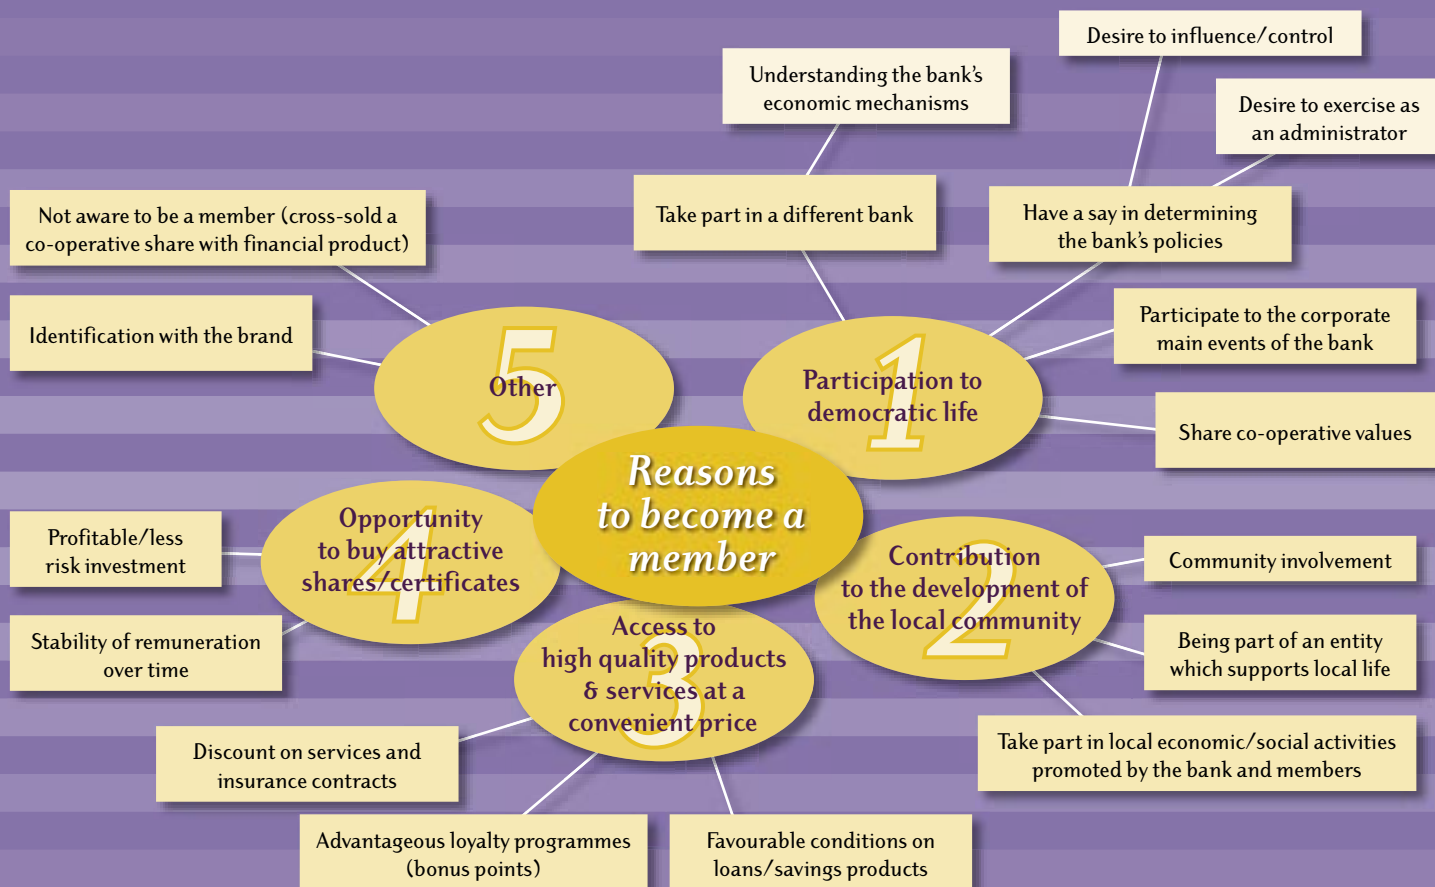 Reasons
to become a
member
1
Participation to
democratic life
Take part in a different bank
Understanding the bank's
economic mechanisms
Have a say in determining
the bank's policies
Desire to influence/control
Desire to exercise as
an administrator
Participate to the corporate
main events of the bank
Share co-operative values
2
Contribution
to the development of
the local community
Community involvement
Being part of an entity
which supports local life
Take part in local economic/social activities
promoted by the bank and members
3
Access to
high quality products
& services at a
convenient price
Favourable conditions on
loans/savings products
Advantageous loyalty programmes
(bonus points)
Discount on services and
insurance contracts
4
Opportunity
to buy attractive
shares/certificates
Stability of remuneration
over time
Profitable/less
risk investment
5
Other
Identification with the brand
Not aware to be a member (cross-sold a
co-operative share with financial product)